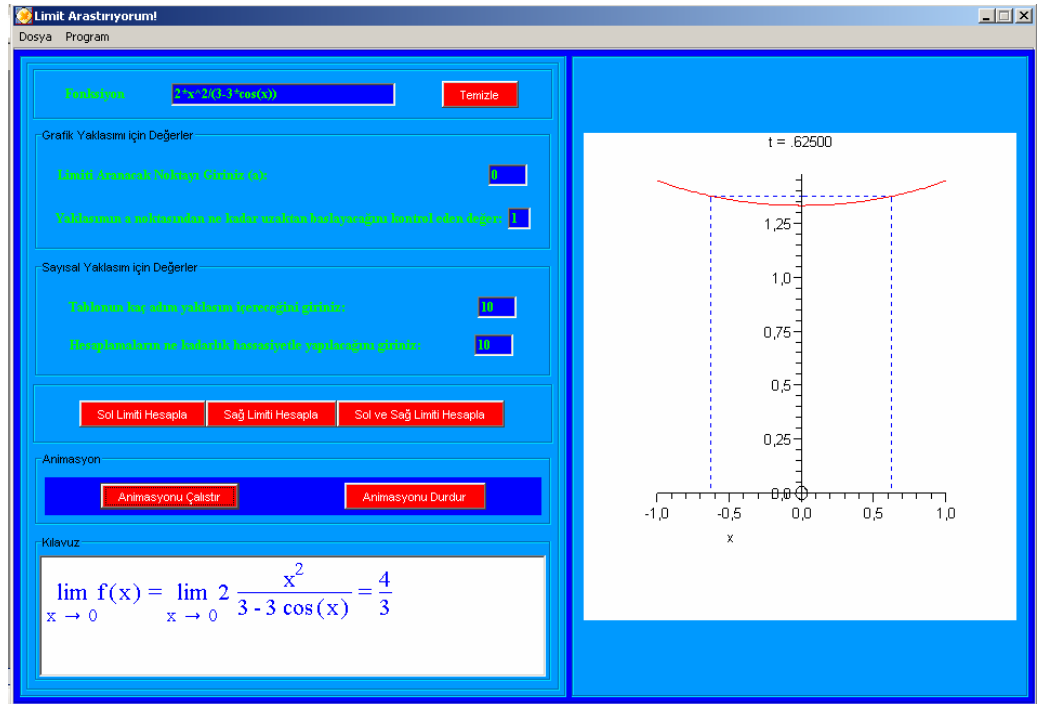 Limit Arastırıyorum!
Dosya Program
Fonksiyon 2*x^2/(3-3*cos(x)) Temizle
Grafik Yaklasımı için Değerler
Limiti Aranacak Noktayı Giriniz (a): 0
Yaklasımın a noktasından ne kadar uzaktan baslayacağını kontrol eden değer: 1
Sayısal Yaklasım için Değerler
Tablonun kaç adım yaklasım içereceğini giriniz: 10
Hesaplamaların ne kadarlık hassasiyetle yapılacağını giriniz: 10
Sol Limiti Hesapla Sağ Limiti Hesapla Sol ve Sağ Limiti Hesapla
Animasyon
Animasyonu Çalıstır Animasyonu Durdur
Kılavuz
lim f(x) = lim 2 x^2/(3 - 3 cos(x)) = 4/3
x → 0 x → 0
t = .62500
1,25
1,0
0,75
0,5
0,25
0,0
-1,0 -0,5 0,0 0,5 1,0
x